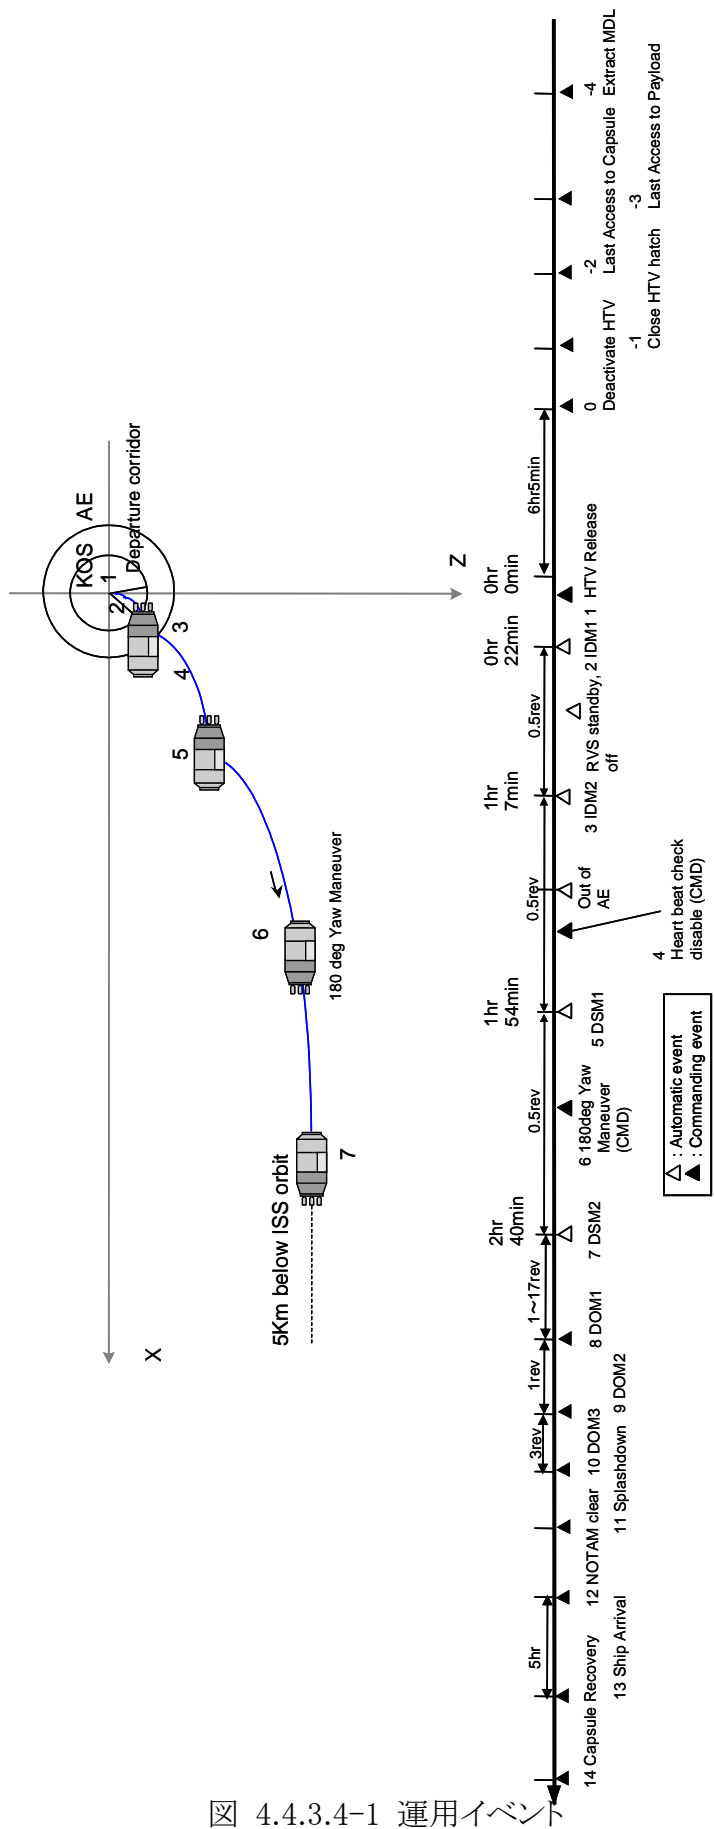 KOS
AE
1
2
Departure corridor
3
4
5
6
180 deg Yaw Maneuver
7
5Km below ISS orbit
X
Z
-4
Extract MDL
Last Access to Capsule
-3
Last Access to Payload
-2
Deactivate HTV
-1
Close HTV hatch
0
6hr5min
0hr
0min
1 HTV Release
0hr
22min
2 IDM1
0.5rev
RVS standby,
off
1hr
7min
3 IDM2
0.5rev
Out of
AE
4
Heart beat check
disable (CMD)
1hr
54min
5 DSM1
0.5rev
6 180deg Yaw
Maneuver
(CMD)
2hr
40min
7 DSM2
1～17rev
8 DOM1
1rev
9 DOM2
3rev
10 DOM3
11 Splashdown
12 NOTAM clear
5hr
13 Ship Arrival
14 Capsule Recovery
△ : Automatic event
▲ : Commanding event
図 4.4.3.4-1 運用イベント